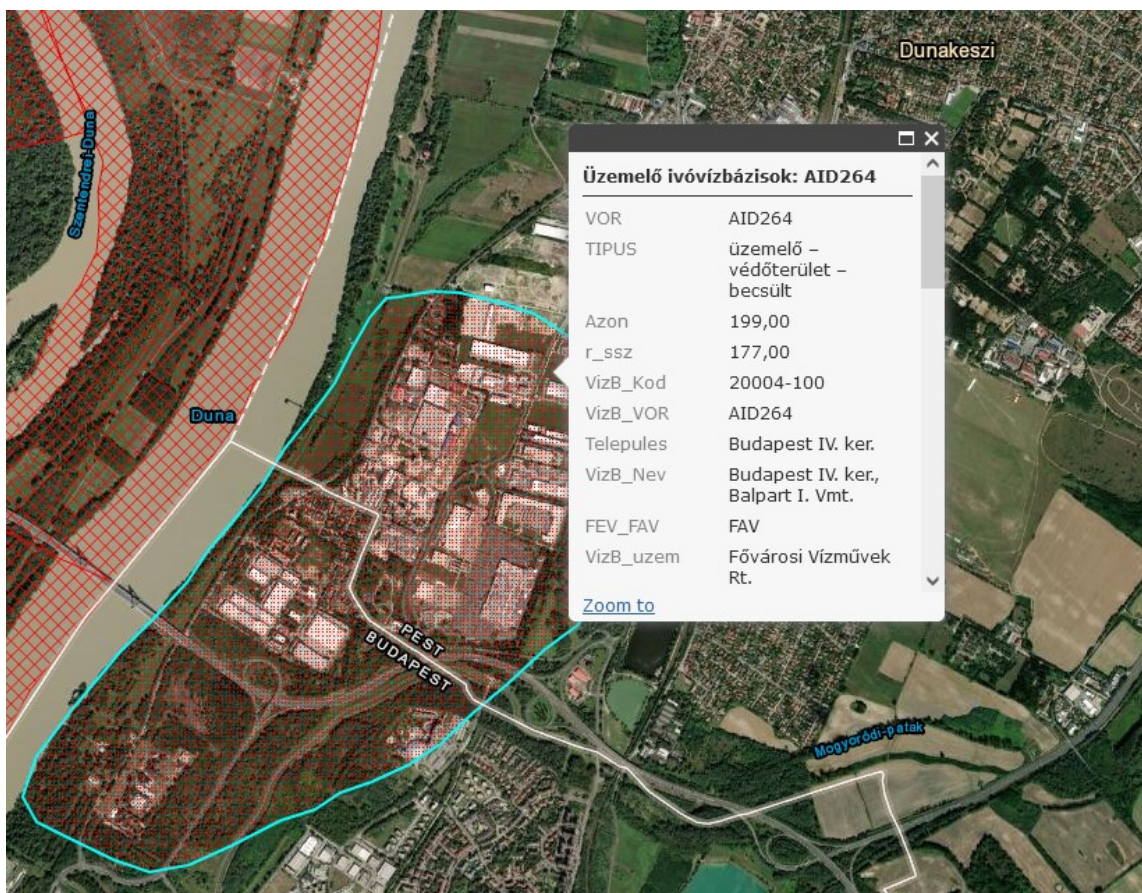 Dunakeszi
Szentendrei-Duna
Üzemelő ivóvízbázisok: AID264
VOR AID264
TIPUS üzemelő –
védőterület –
becsült
Azon 199,00
r_ssz 177,00
VizB_Kod 20004-100
VizB_VOR AID264
Telepules Budapest IV. ker.
VizB_Nev Budapest IV. ker.,
Balpart I. Vmt.
FEV_FAV FAV
VizB_uzem Fővárosi Vízművek
Rt.
Zoom to
Duna
PEST
BUDAPEST
Mogyoródi-patak